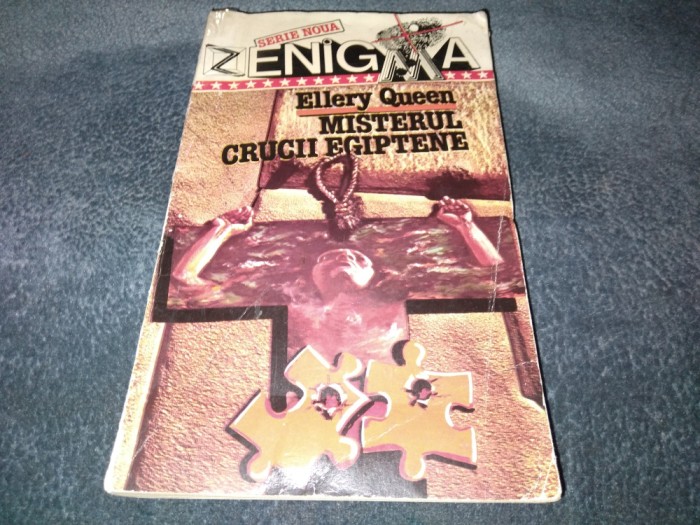 SERIE NOUA
ENIGMA
Ellery Queen
MISTERUL
CRUCII EGIPTENE